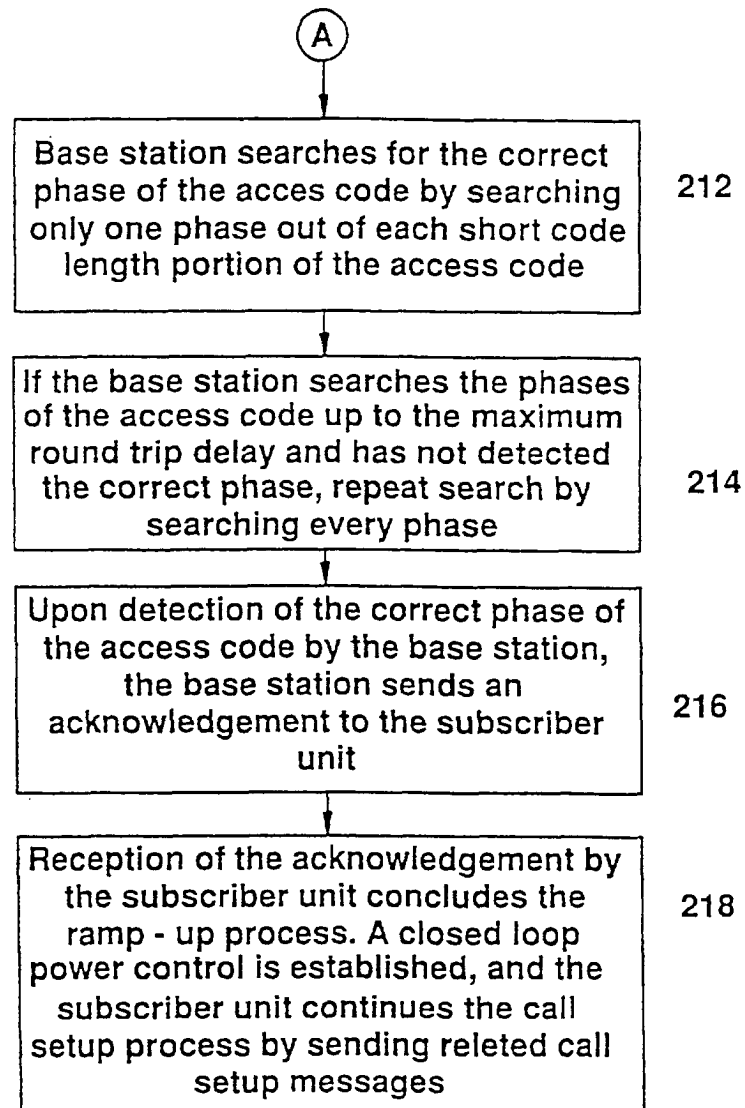 A
Base station searches for the correct
phase of the acces code by searching
only one phase out of each short code
length portion of the access code
212
If the base station searches the phases
of the access code up to the maximum
round trip delay and has not detected
the correct phase, repeat search by
searching every phase
214
Upon detection of the correct phase of
the access code by the base station,
the base station sends an
acknowledgement to the subscriber
unit
216
Reception of the acknowledgement by
the subscriber unit concludes the
ramp - up process. A closed loop
power control is established, and the
subscriber unit continues the call
setup process by sending releted call
setup messages
218